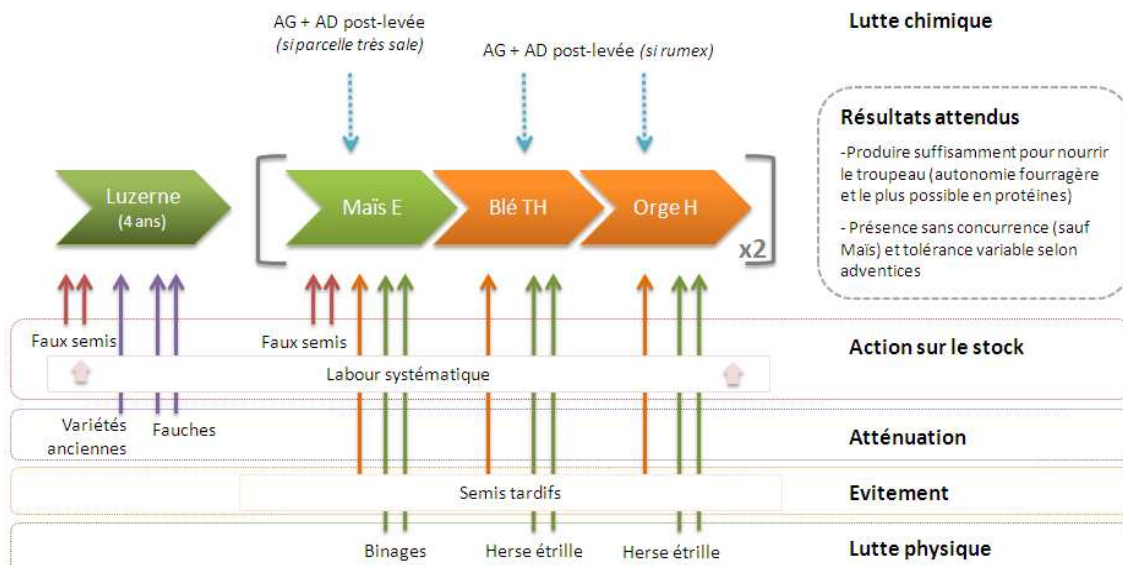 AG + AD post-levée
(si parcelle très sale)
AG + AD post-levée (si rumex)
Lutte chimique
Résultats attendus
-Produire suffisamment pour nourrir
le troupeau (autonomie fourragère
et le plus possible en protéines)
- Présence sans concurrence (sauf
Maïs) et tolérance variable selon
adventices
Luzerne
(4 ans)
Maïs E
Blé TH
Orge H
x2
Faux semis
Faux semis
Action sur le stock
Labour systématique
Variétés
anciennes
Fauches
Atténuation
Semis tardifs
Evitement
Binages
Herse étrille
Herse étrille
Lutte physique